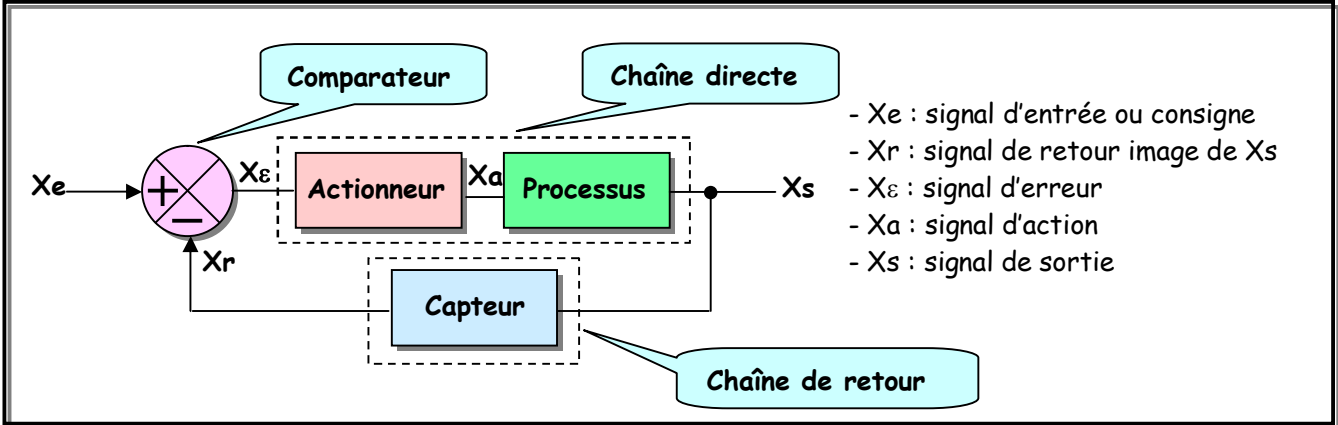 Comparateur
Chaîne directe
Xe
+
−
Xε
Actionneur
Xa
Processus
Xs
Xr
Capteur
Chaîne de retour
- Xe : signal d'entrée ou consigne
- Xr : signal de retour image de Xs
- Xε : signal d'erreur
- Xa : signal d'action
- Xs : signal de sortie